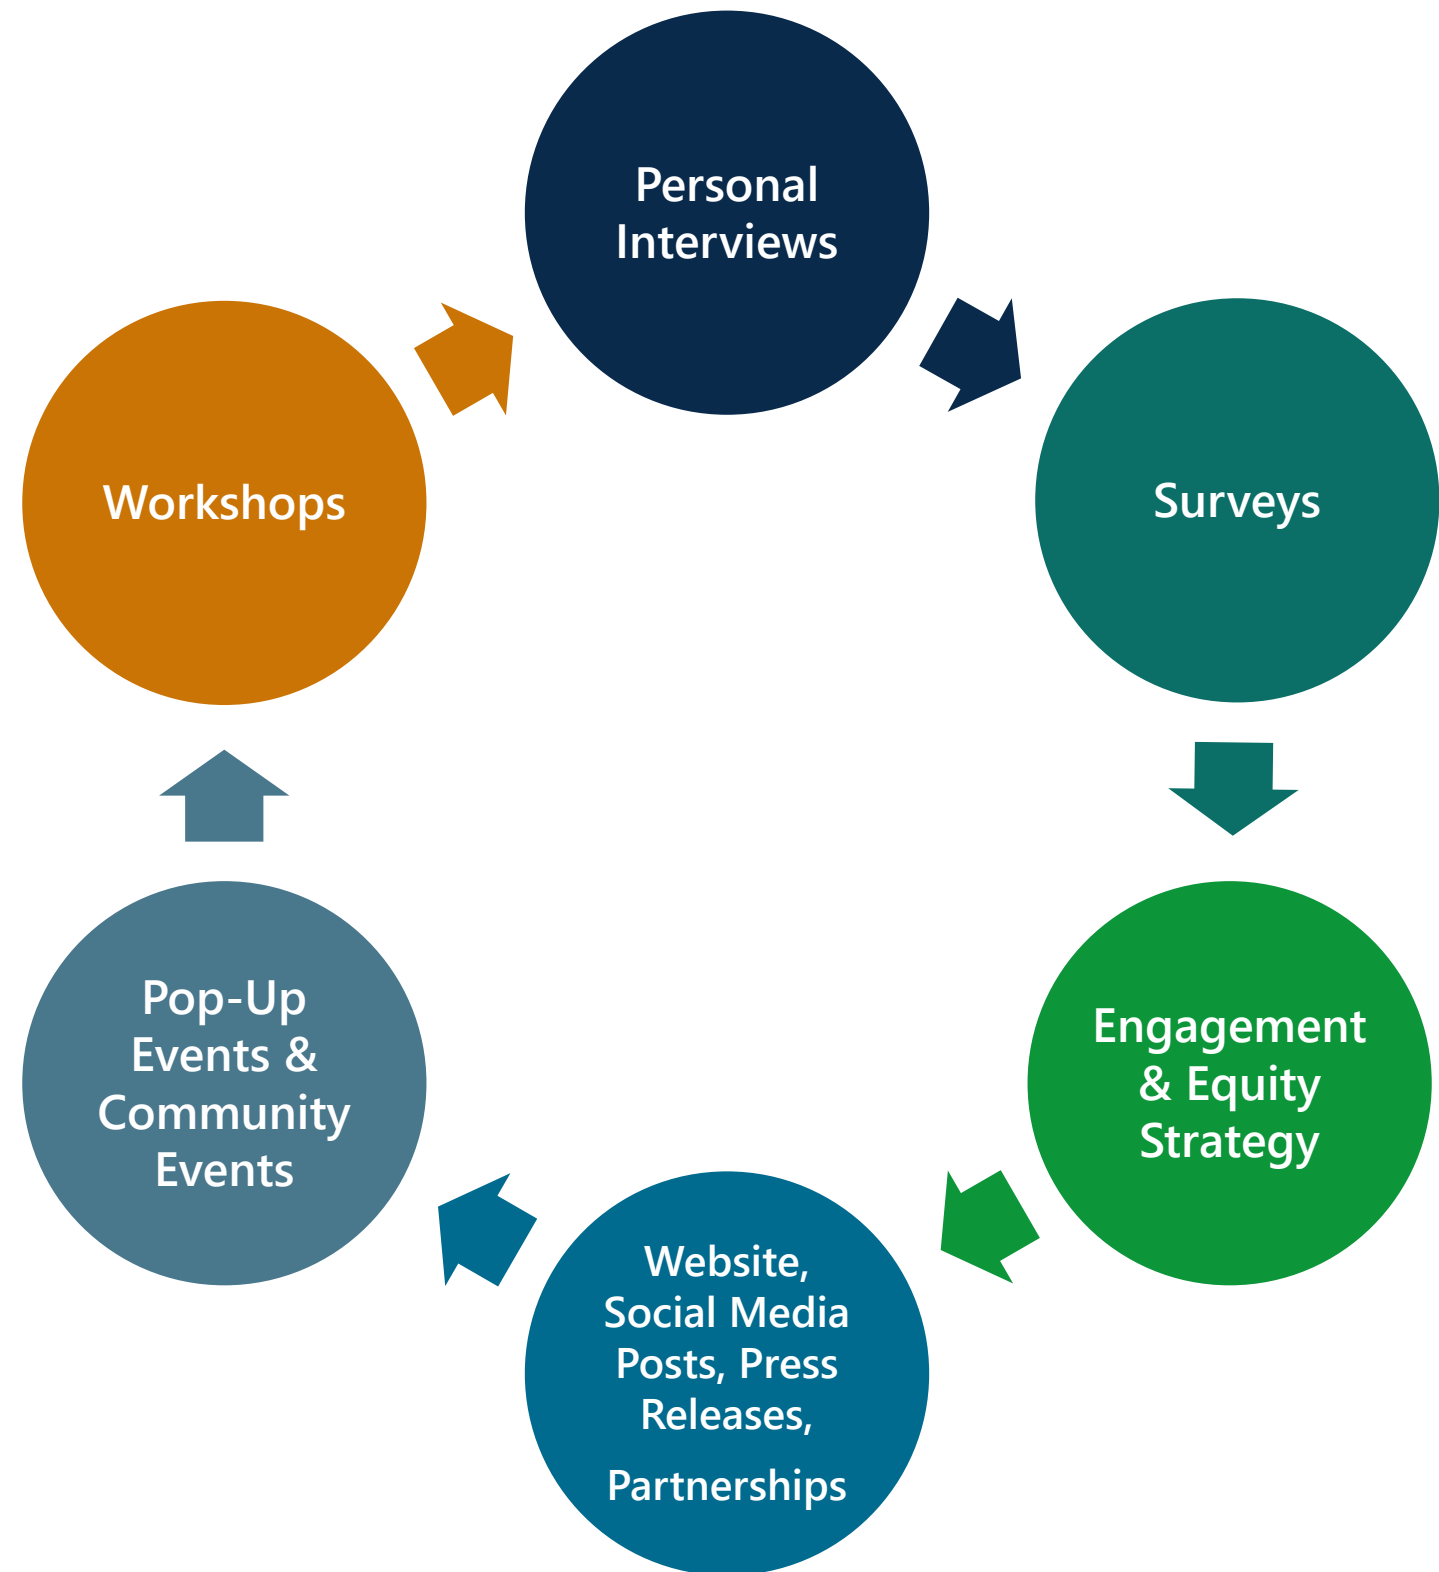 Personal
Interviews
Surveys
Engagement
& Equity
Strategy
Website,
Social Media
Posts, Press
Releases,
Partnerships
Pop-Up
Events &
Community
Events
Workshops